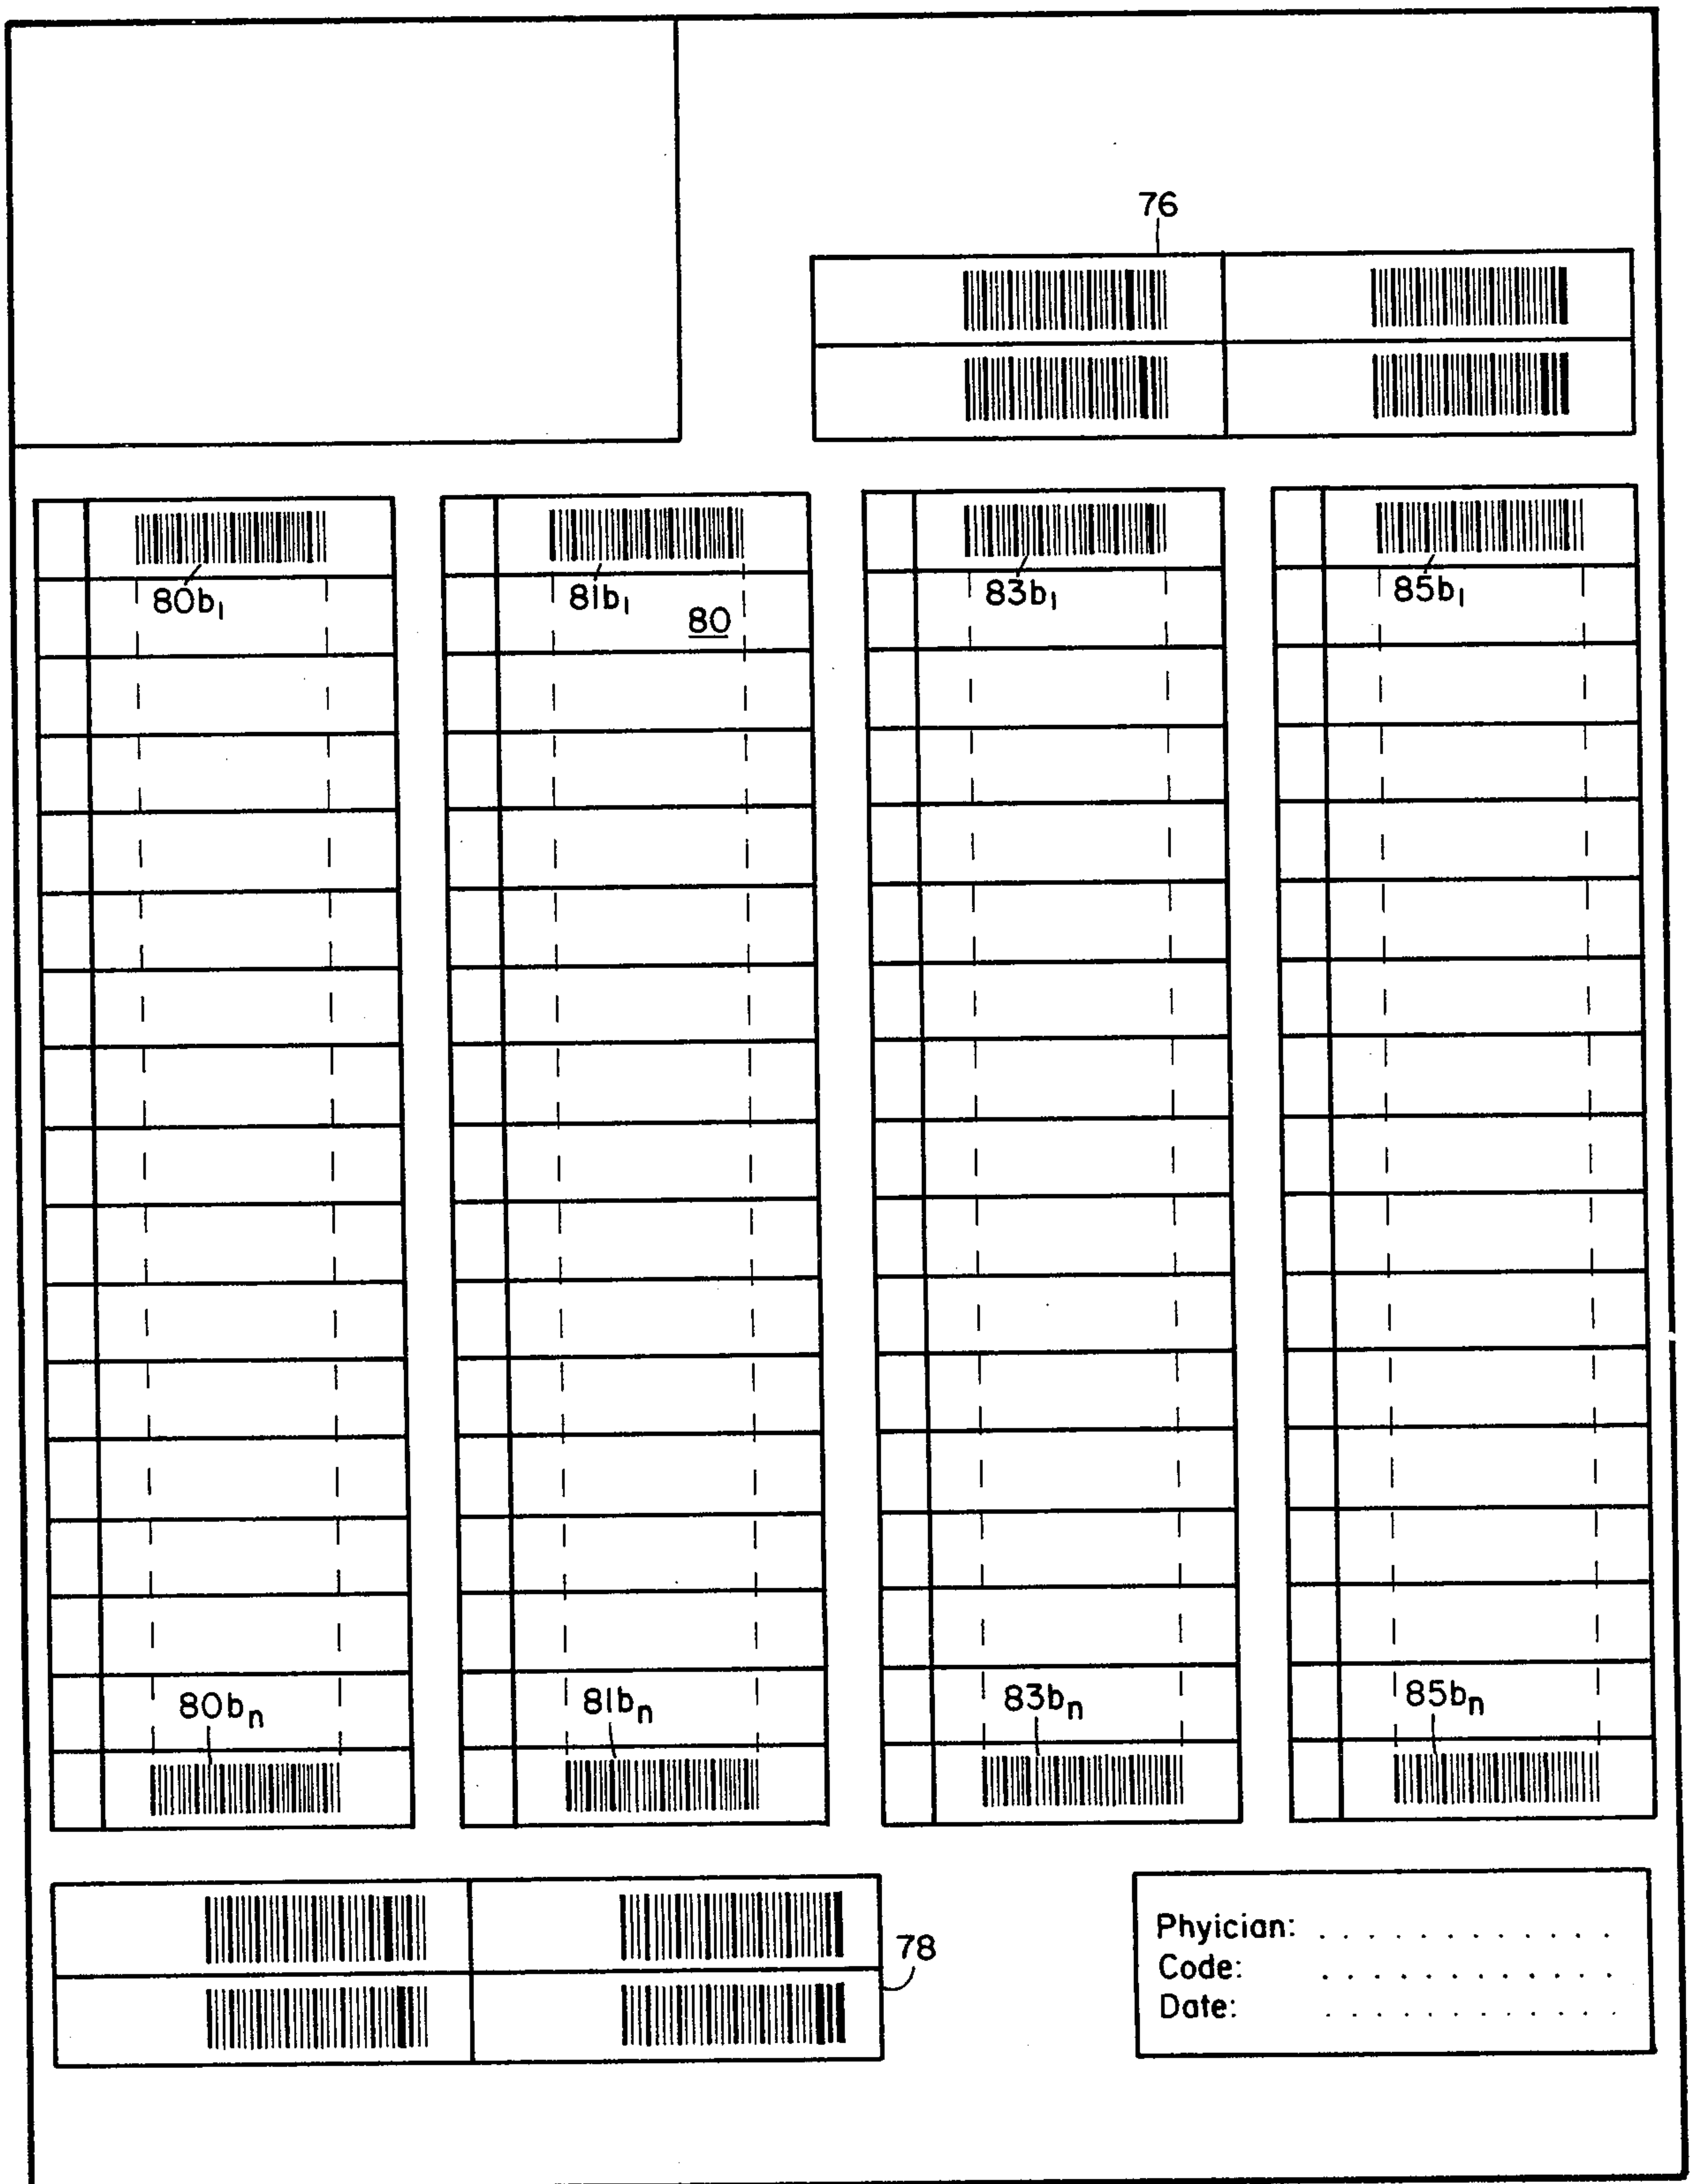 76
80b₁ 81b₁ 83b₁ 85b₁
80
80bₙ 81bₙ 83bₙ 85bₙ
78
Phyician: . . . . . . . . . . . .
Code: . . . . . . . . . . . .
Date: . . . . . . . . . . . .